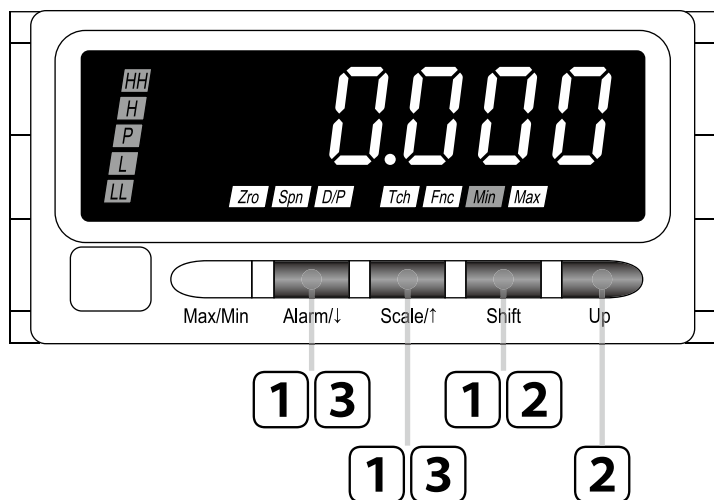 HH
0.000
H
P
L
LL
Zro Spn D/P Tch Fnc Min Max
Max/Min Alarm/↓ Scale/↑ Shift Up
1 3 1 2
1 3 2